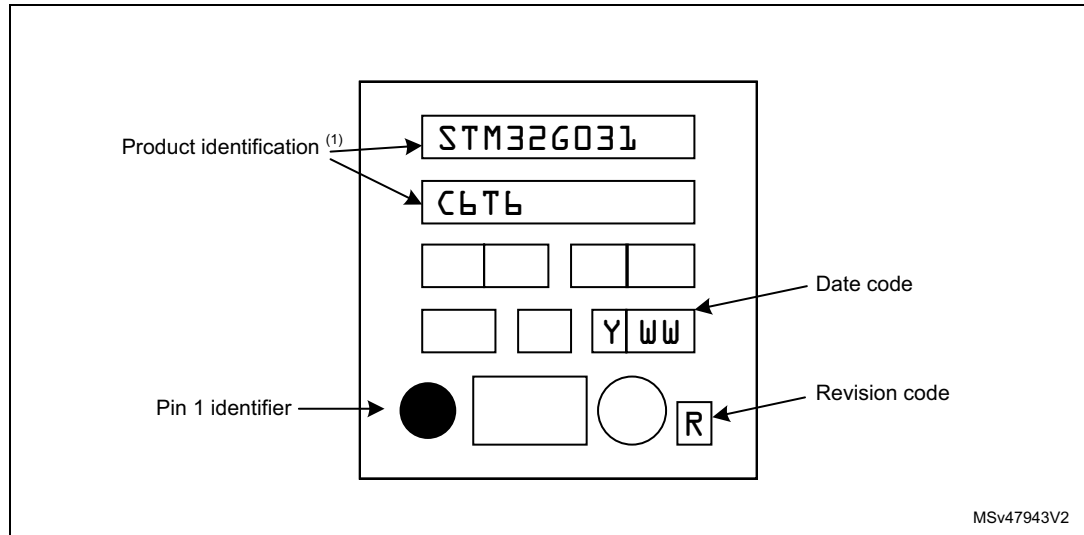 Product identification (1)
STM32G031
C6T6
Date code
Y WW
Pin 1 identifier
Revision code
R
MSv47943V2